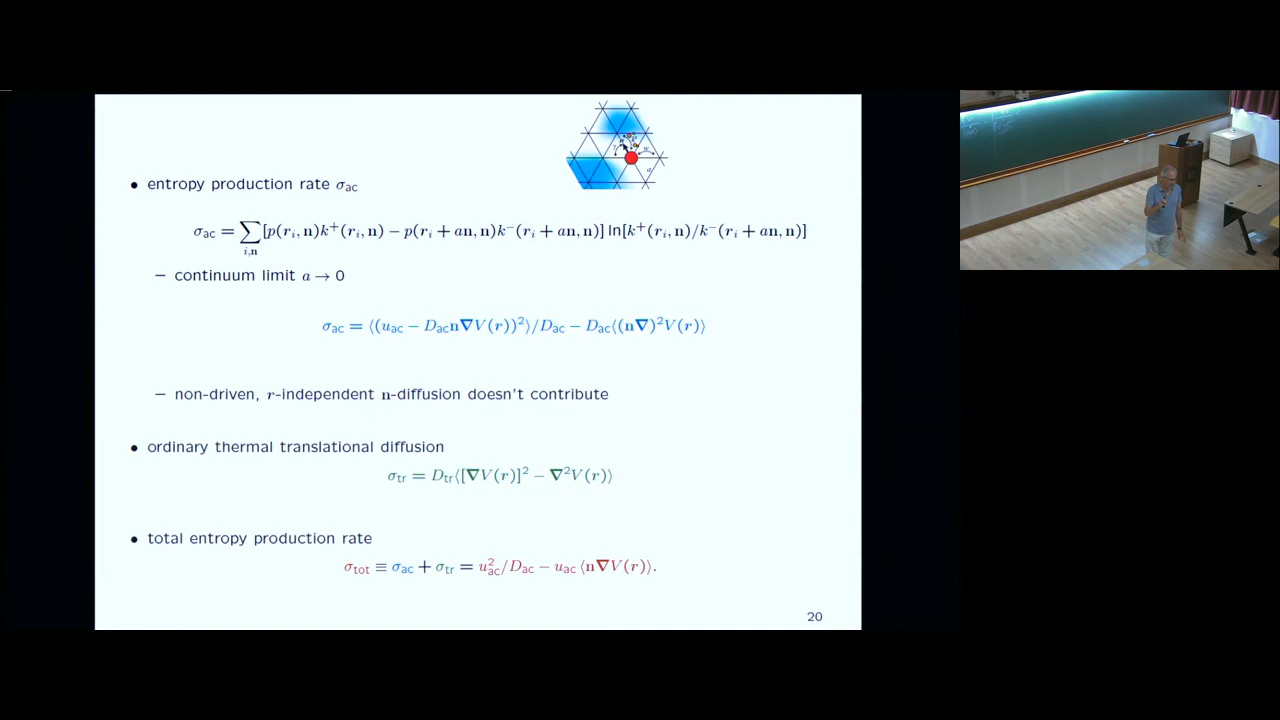 • entropy production rate σ_ac
σ_ac = ∑_{i,n} [p(r_i, n)k⁺(r_i, n) − p(r_i + an, n)k⁻(r_i + an, n)] ln[k⁺(r_i, n)/k⁻(r_i + an, n)]
− continuum limit a → 0
σ_ac = ⟨(u_ac − D_ac n∇V(r))²⟩/D_ac − D_ac⟨(n∇)²V(r)⟩
− non-driven, r-independent n-diffusion doesn't contribute
• ordinary thermal translational diffusion
σ_tr = D_tr⟨[∇V(r)]² − ∇²V(r)⟩
• total entropy production rate
σ_tot ≡ σ_ac + σ_tr = u²_ac/D_ac − u_ac ⟨n∇V(r)⟩.
20